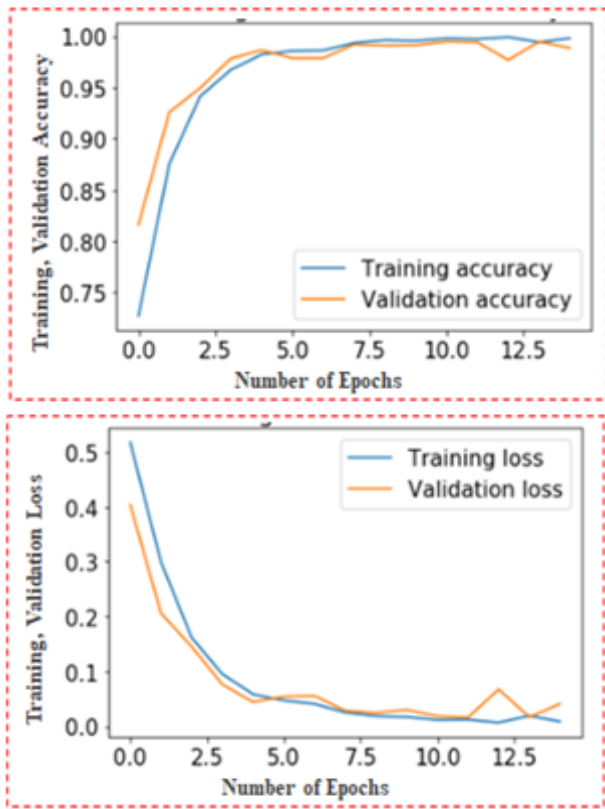 1.00
0.95
0.90
0.85
0.80
0.75
Training, Validation Accuracy
Training accuracy
Validation accuracy
0.0 2.5 5.0 7.5 10.0 12.5
Number of Epochs
0.5
0.4
0.3
0.2
0.1
0.0
Training, Validation Loss
Training loss
Validation loss
0.0 2.5 5.0 7.5 10.0 12.5
Number of Epochs